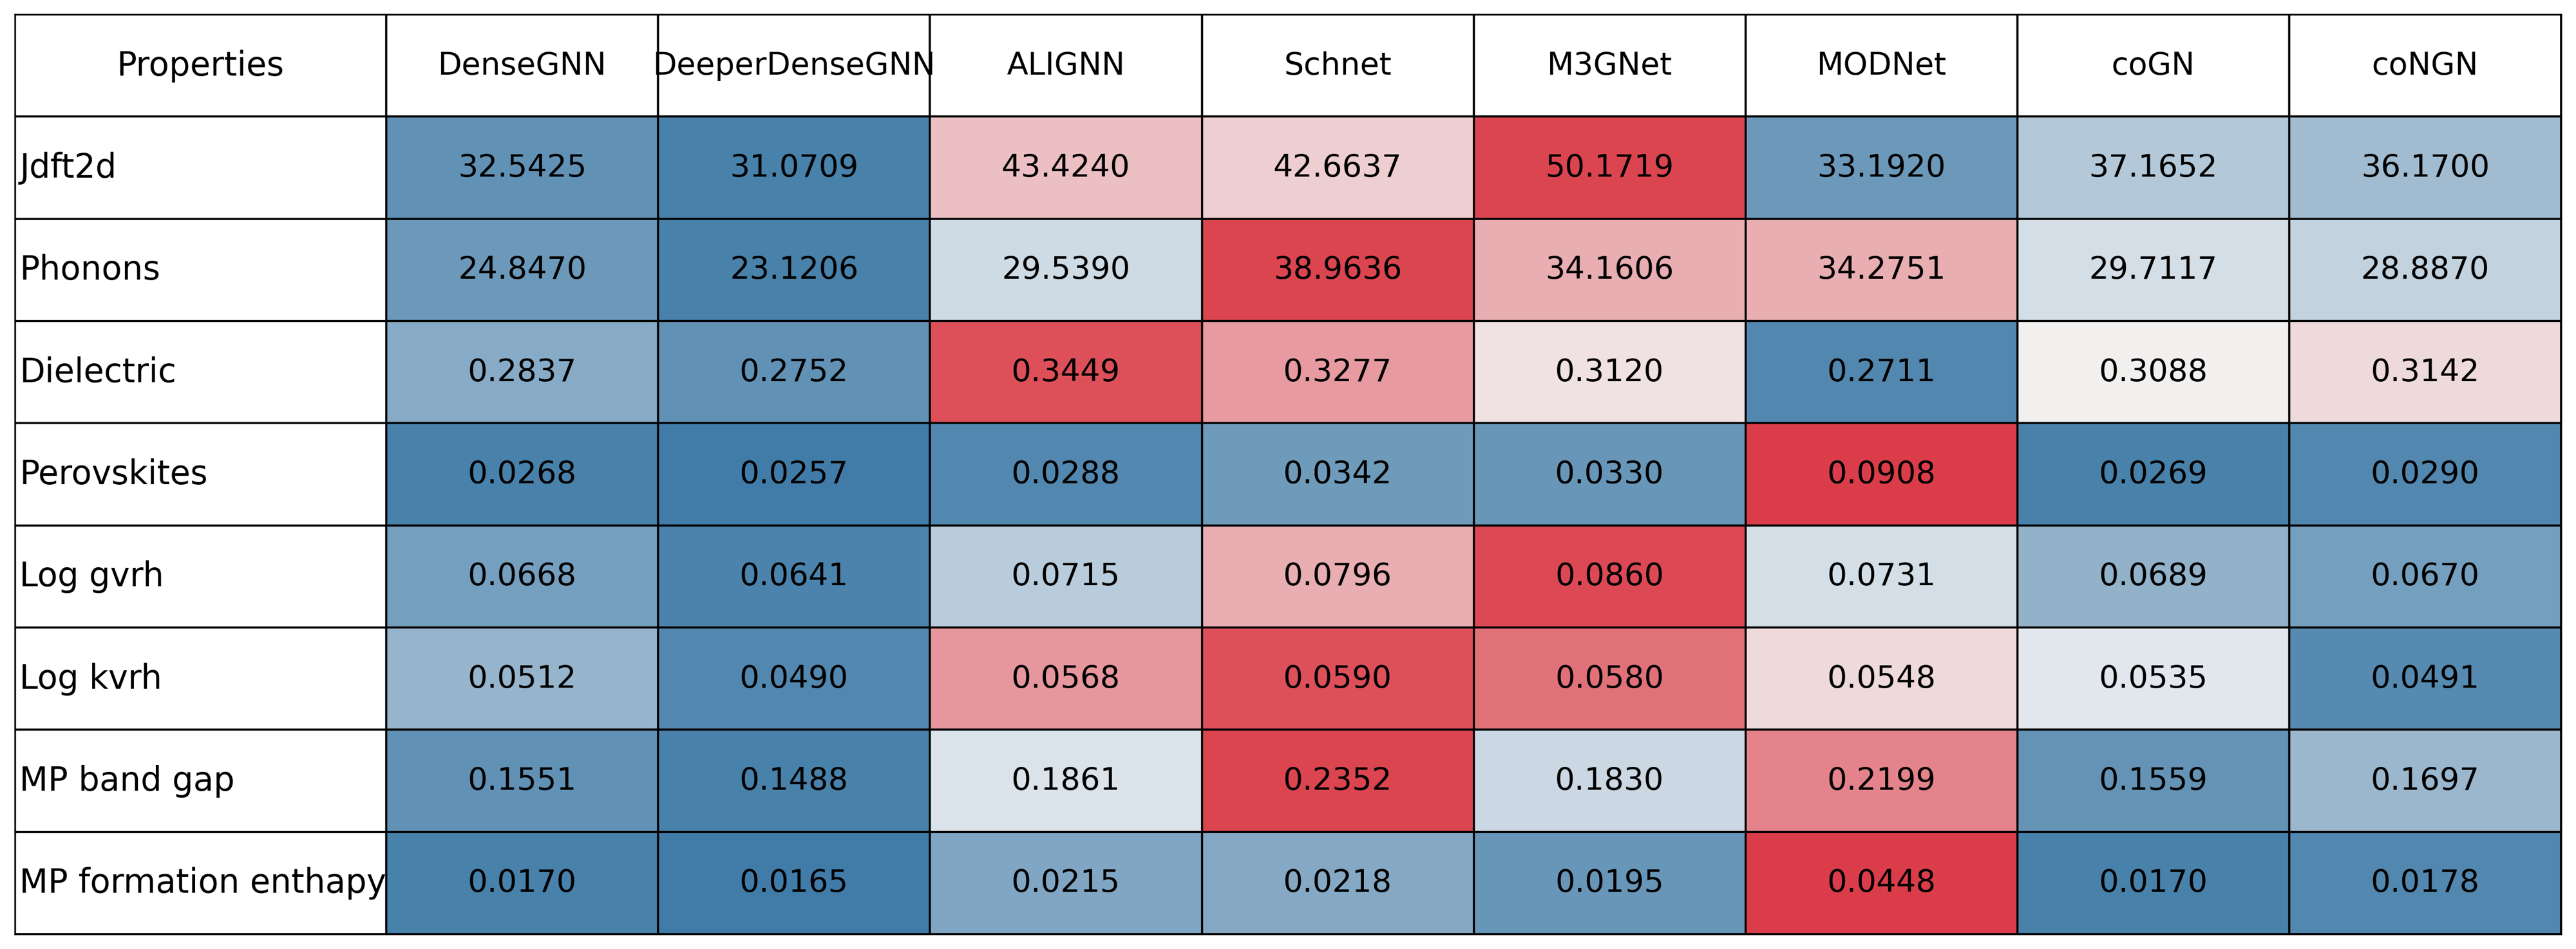 Properties DenseGNN DeeperDenseGNN ALIGNN Schnet M3GNet MODNet coGN coNGN
Jdft2d 32.5425 31.0709 43.4240 42.6637 50.1719 33.1920 37.1652 36.1700
Phonons 24.8470 23.1206 29.5390 38.9636 34.1606 34.2751 29.7117 28.8870
Dielectric 0.2837 0.2752 0.3449 0.3277 0.3120 0.2711 0.3088 0.3142
Perovskites 0.0268 0.0257 0.0288 0.0342 0.0330 0.0908 0.0269 0.0290
Log gvrh 0.0668 0.0641 0.0715 0.0796 0.0860 0.0731 0.0689 0.0670
Log kvrh 0.0512 0.0490 0.0568 0.0590 0.0580 0.0548 0.0535 0.0491
MP band gap 0.1551 0.1488 0.1861 0.2352 0.1830 0.2199 0.1559 0.1697
MP formation enthapy 0.0170 0.0165 0.0215 0.0218 0.0195 0.0448 0.0170 0.0178